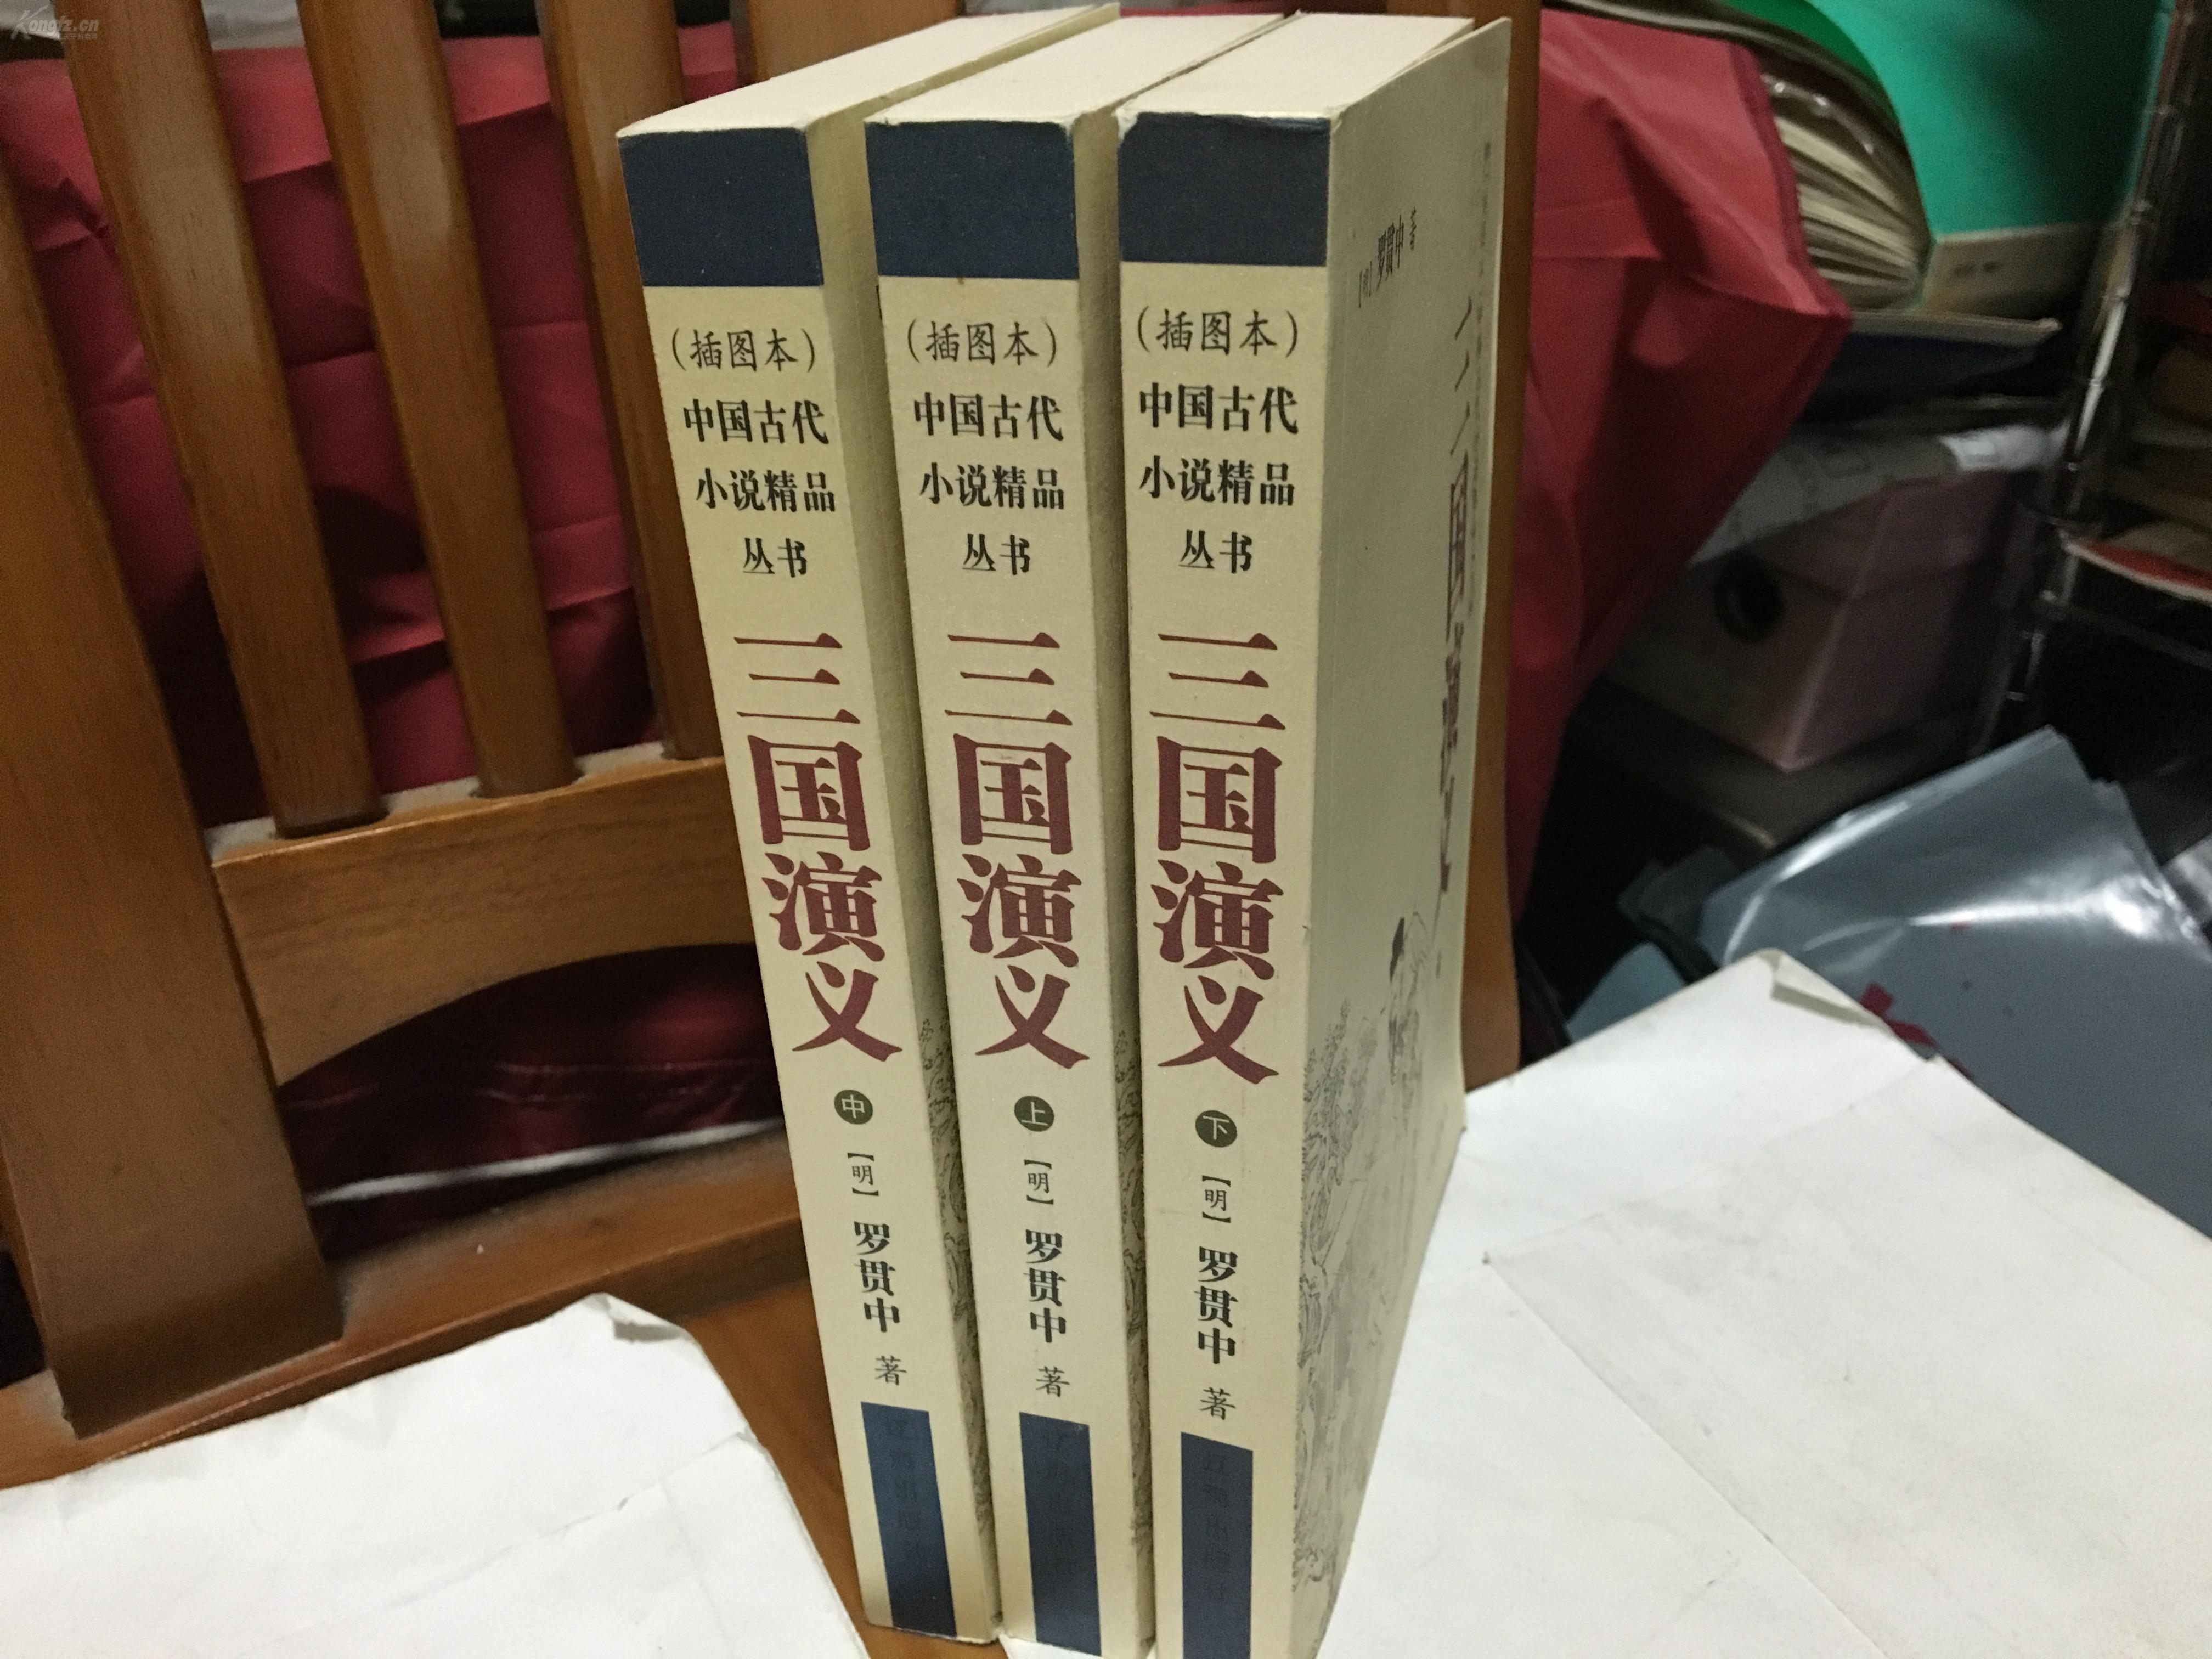 Kongfz.cn
（插图本）
中国古代
小说精品
丛书
三国演义
中
【明】
罗贯中
著
（插图本）
中国古代
小说精品
丛书
三国演义
上
【明】
罗贯中
著
（插图本）
中国古代
小说精品
丛书
三国演义
下
【明】
罗贯中
著
【明】罗贯中 著
三国演义